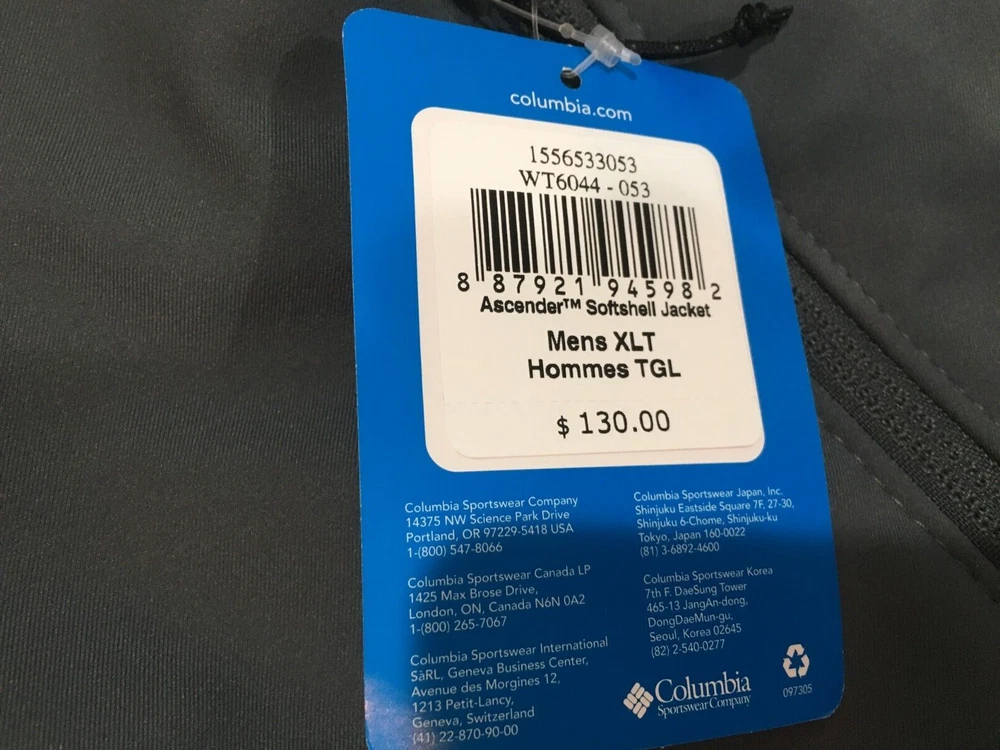 columbia.com
1556533053
WT6044 - 053
8 87921 94598 2
Ascender™ Softshell Jacket
Mens XLT
Hommes TGL
$ 130.00
Columbia Sportswear Company
14375 NW Science Park Drive
Portland, OR 97229-5418 USA
1-(800) 547-8066
Columbia Sportswear Canada LP
1425 Max Brose Drive,
London, ON, Canada N6N 0A2
1-(800) 265-7067
Columbia Sportswear International
SàRL, Geneva Business Center,
Avenue des Morgines 12,
1213 Petit-Lancy,
Geneva, Switzerland
(41) 22-870-90-00
Columbia Sportswear Japan, Inc.
Shinjuku Eastside Square 7F, 27-30,
Shinjuku 6-Chome, Shinjuku-ku
Tokyo, Japan 160-0022
(81) 3-6892-4600
Columbia Sportswear Korea
7th F. DaeSung Tower
465-13 JangAn-dong,
DongDaeMun-gu,
Seoul, Korea 02645
(82) 2-540-0277
Columbia
Sportswear Company
097305